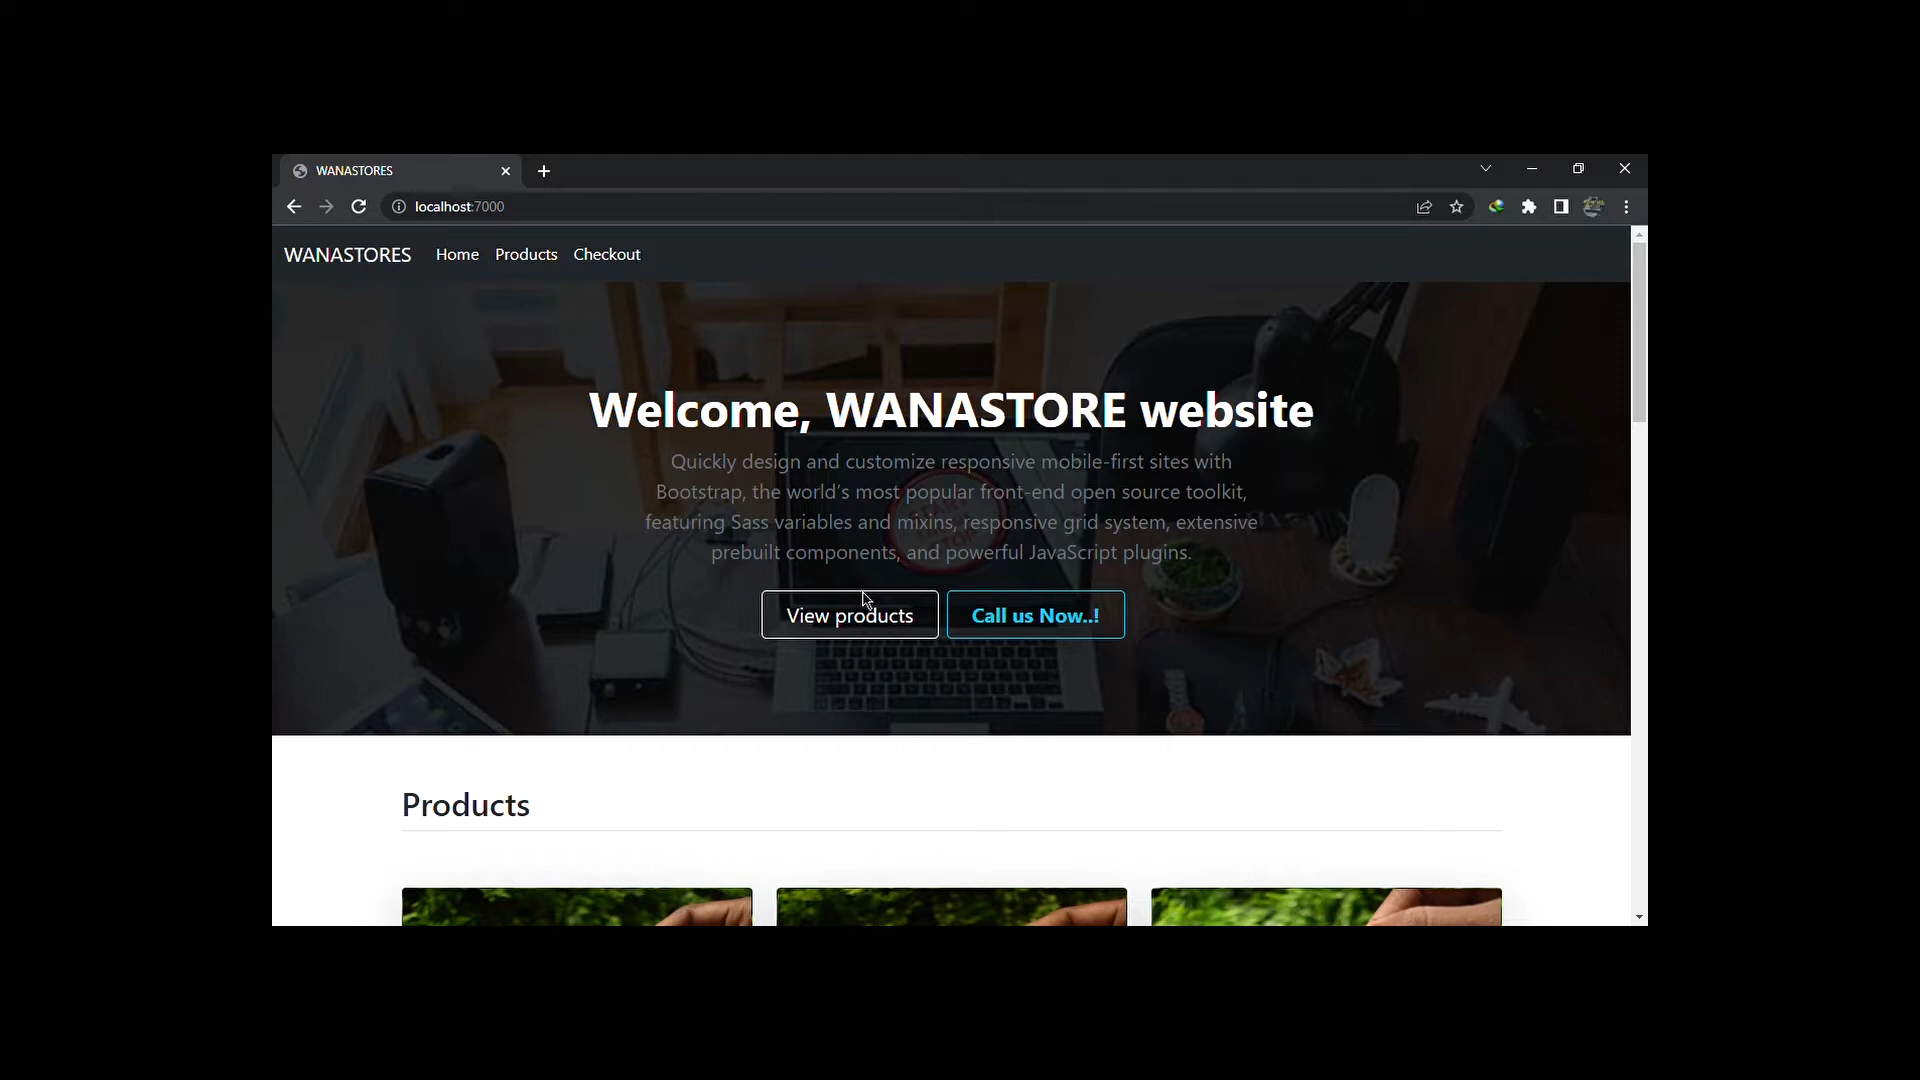 WANASTORES
localhost:7000
WANASTORES Home Products Checkout
Welcome, WANASTORE website
Quickly design and customize responsive mobile-first sites with
Bootstrap, the world’s most popular front-end open source toolkit,
featuring Sass variables and mixins, responsive grid system, extensive
prebuilt components, and powerful JavaScript plugins.
View products Call us Now..!
Products